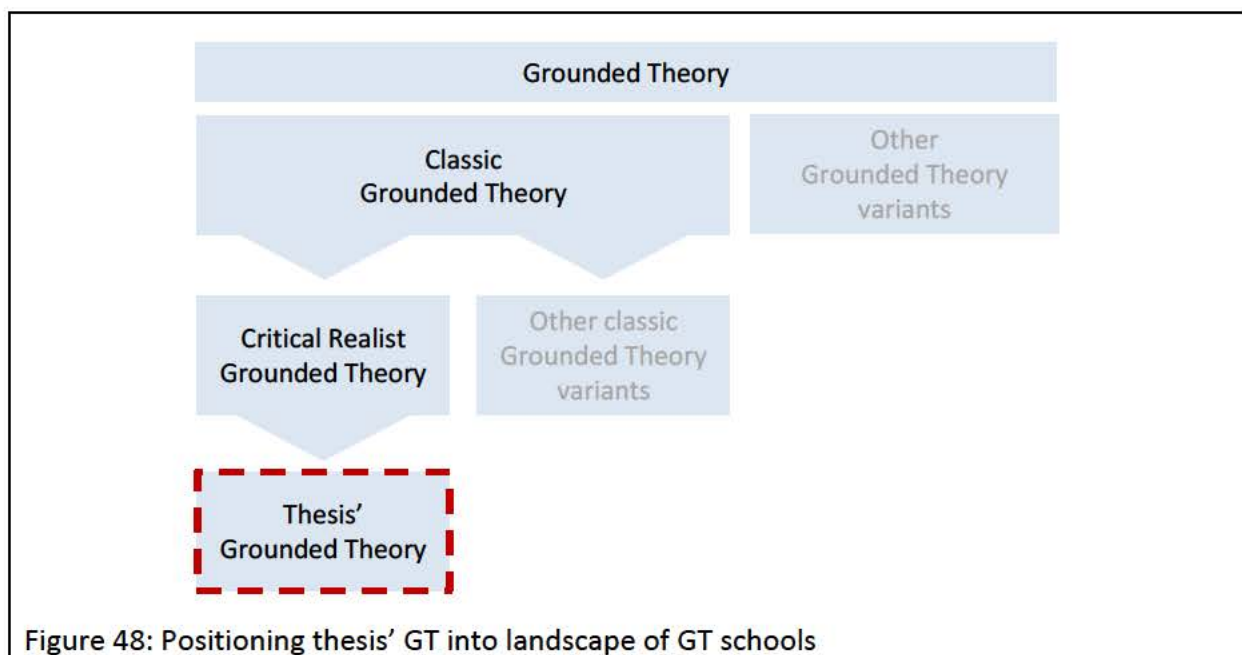 Grounded Theory
Classic
Grounded Theory
Other
Grounded Theory
variants
Critical Realist
Grounded Theory
Other classic
Grounded Theory
variants
Thesis’
Grounded Theory
Figure 48: Positioning thesis’ GT into landscape of GT schools